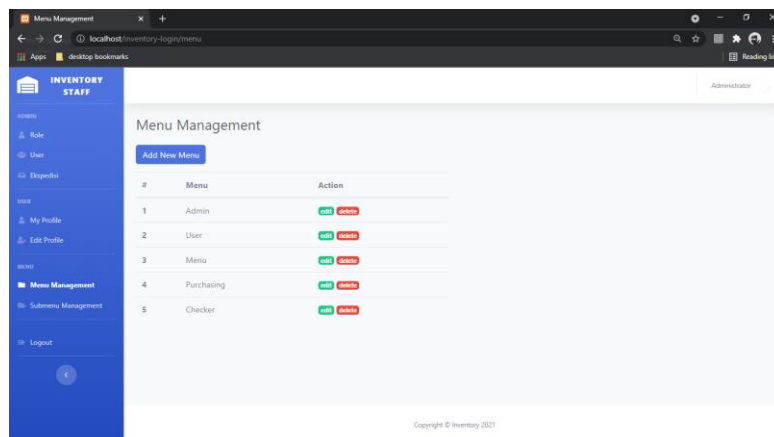 Menu Management
localhost/inventory-login/menu
Apps desktop bookmarks Reading lis
INVENTORY
STAFF
Administrator
ADMIN
Role
User
Ekspedisi
USER
My Profile
Edit Profile
MENU
Menu Management
Submenu Management
Logout
Menu Management
Add New Menu
# Menu Action
1 Admin edit delete
2 User edit delete
3 Menu edit delete
4 Purchasing edit delete
5 Checker edit delete
Copyright © Inventory 2021